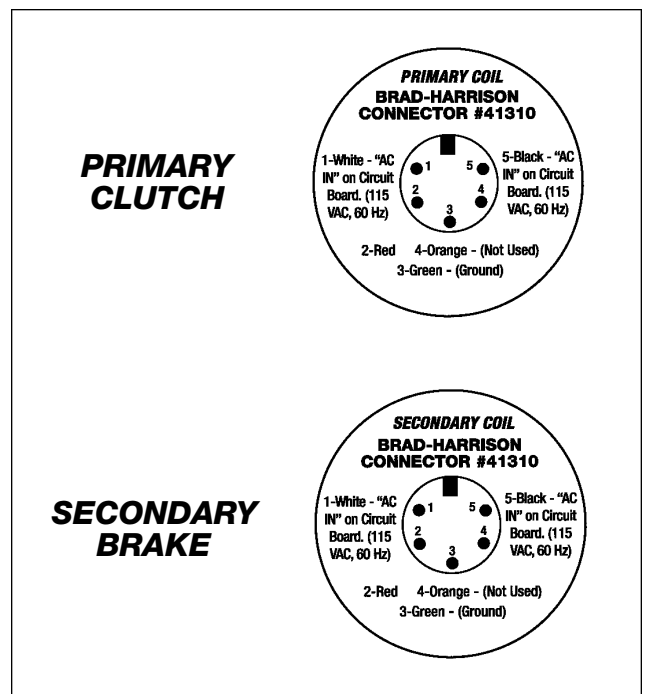 PRIMARY
CLUTCH
PRIMARY COIL
BRAD-HARRISON
CONNECTOR #41310
1-White - “AC
IN” on Circuit
Board. (115
VAC, 60 Hz)
1
2
3
4
5
5-Black - “AC
IN” on Circuit
Board. (115
VAC, 60 Hz)
2-Red 4-Orange - (Not Used)
3-Green - (Ground)
SECONDARY
BRAKE
SECONDARY COIL
BRAD-HARRISON
CONNECTOR #41310
1-White - “AC
IN” on Circuit
Board. (115
VAC, 60 Hz)
1
2
3
4
5
5-Black - “AC
IN” on Circuit
Board. (115
VAC, 60 Hz)
2-Red 4-Orange - (Not Used)
3-Green - (Ground)